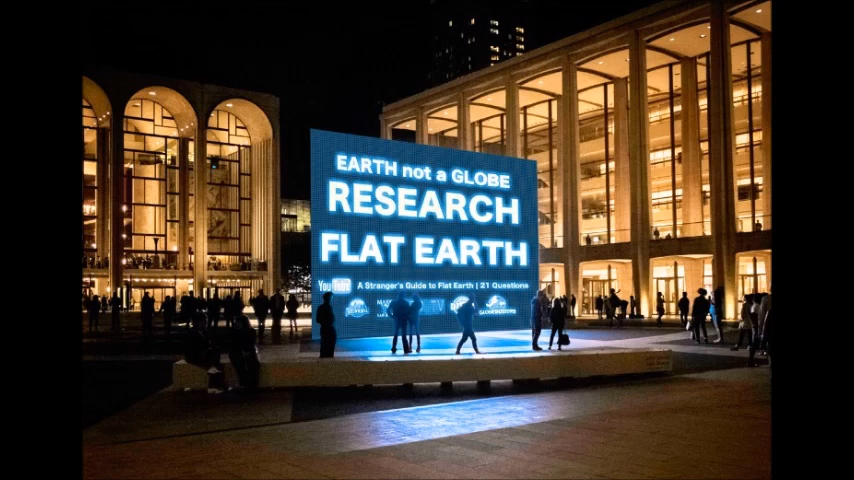 EARTH not a GLOBE
RESEARCH
FLAT EARTH
YouTube A Stranger's Guide to Flat Earth | 21 Questions